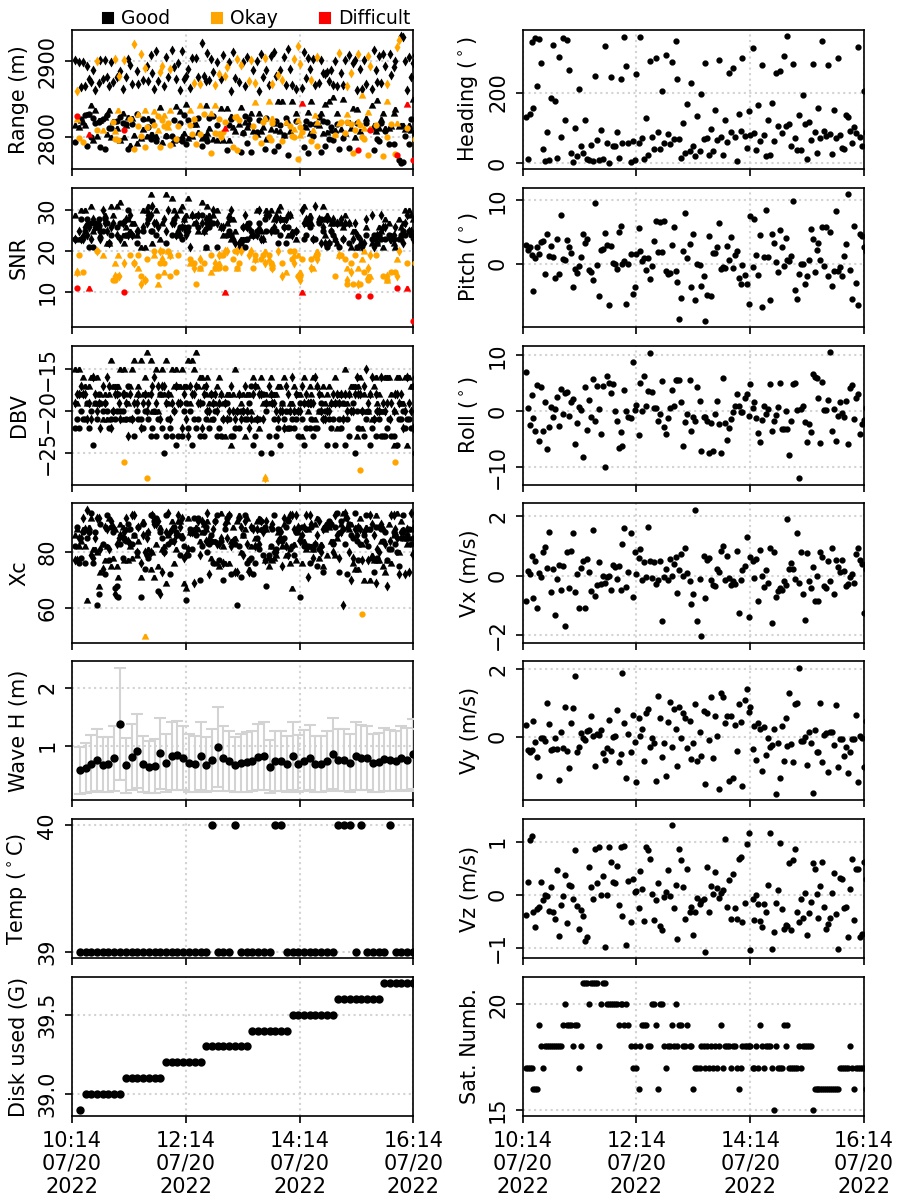 Good Okay Difficult
Range (m)
2900
2800
Heading (°)
200
0
SNR
30
20
10
Pitch (°)
10
0
DBV
−15
−20
−25
Roll (°)
10
0
−10
Xc
80
60
Vx (m/s)
2
0
−2
Wave H (m)
2
1
Vy (m/s)
2
0
Temp (°C)
40
39
Vz (m/s)
1
0
−1
Disk used (G)
39.5
39.0
Sat. Numb.
20
15
10:14 12:14 14:14 16:14
07/20 07/20 07/20 07/20
2022 2022 2022 2022
10:14 12:14 14:14 16:14
07/20 07/20 07/20 07/20
2022 2022 2022 2022